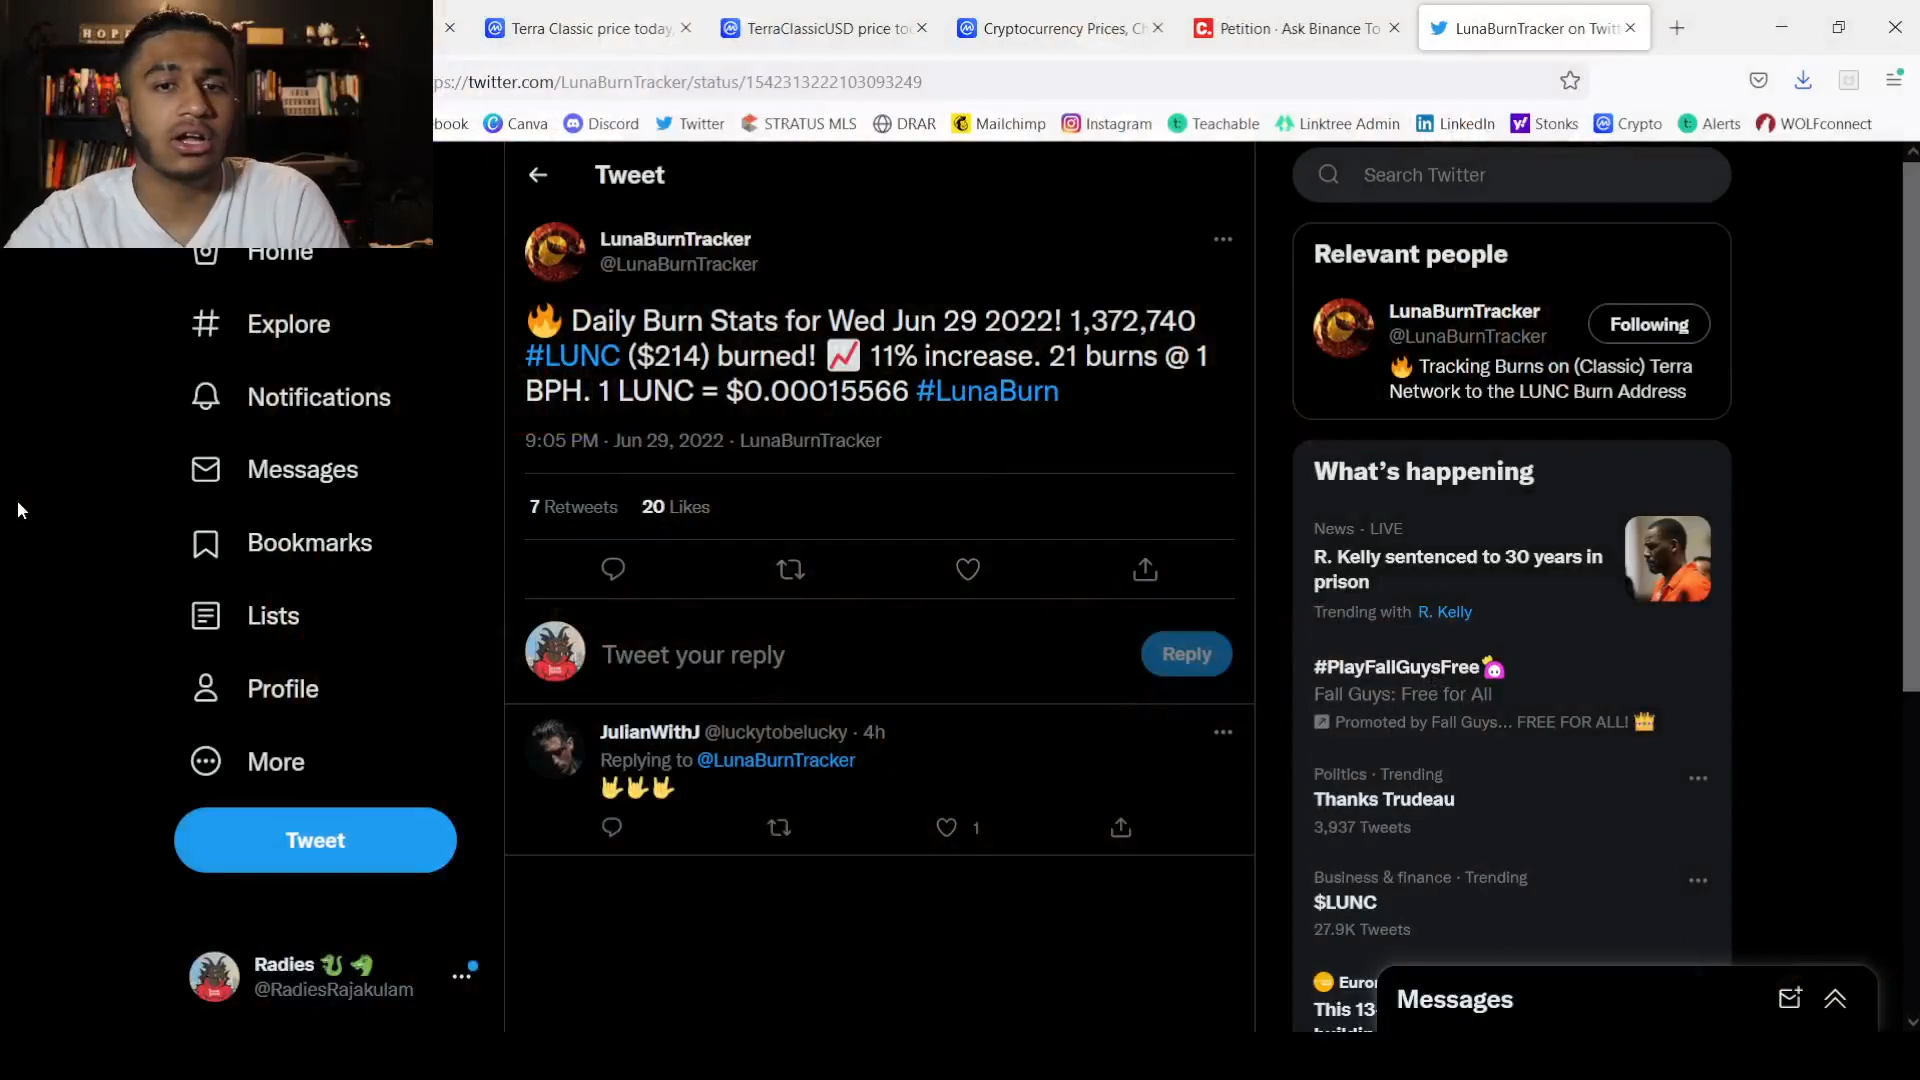 HOPE
Terra Classic price today,
TerraClassicUSD price to
Cryptocurrency Prices, Ch
Petition · Ask Binance To
LunaBurnTracker on Twitt
ps://twitter.com/LunaBurnTracker/status/1542313222103093249
book
Canva
Discord
Twitter
STRATUS MLS
DRAR
Mailchimp
Instagram
Teachable
Linktree Admin
LinkedIn
Stonks
Crypto
Alerts
WOLFconnect
Home
Explore
Notifications
Messages
Bookmarks
Lists
Profile
More
Tweet
Radies
@RadiesRajakulam
Tweet
LunaBurnTracker
@LunaBurnTracker
🔥 Daily Burn Stats for Wed Jun 29 2022! 1,372,740
#LUNC ($214) burned! 📈 11% increase. 21 burns @ 1
BPH. 1 LUNC = $0.00015566 #LunaBurn
9:05 PM · Jun 29, 2022 · LunaBurnTracker
7 Retweets 20 Likes
Tweet your reply
Reply
JulianWithJ @luckytobelucky · 4h
Replying to @LunaBurnTracker
🤟🤟🤟
1
Search Twitter
Relevant people
LunaBurnTracker
@LunaBurnTracker
Following
🔥 Tracking Burns on (Classic) Terra
Network to the LUNC Burn Address
What's happening
News · LIVE
R. Kelly sentenced to 30 years in
prison
Trending with R. Kelly
#PlayFallGuysFree
Fall Guys: Free for All
Promoted by Fall Guys... FREE FOR ALL! 👑
Politics · Trending
Thanks Trudeau
3,937 Tweets
Business & finance · Trending
$LUNC
27.9K Tweets
Euro
This 13
Messages